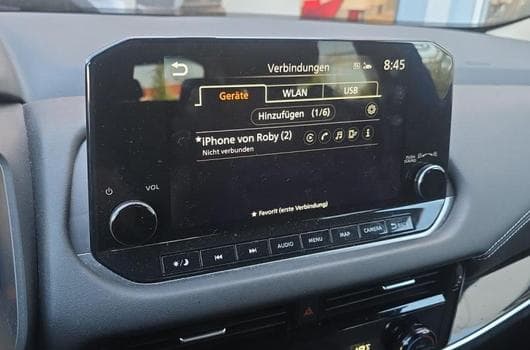 Verbindungen 8:45
Geräte WLAN USB
Hinzufügen (1/6)
★iPhone von Roby (2)
Nicht verbunden
★ Favorit (erste Verbindung)
VOL
AUDIO MENU MAP CAMERA